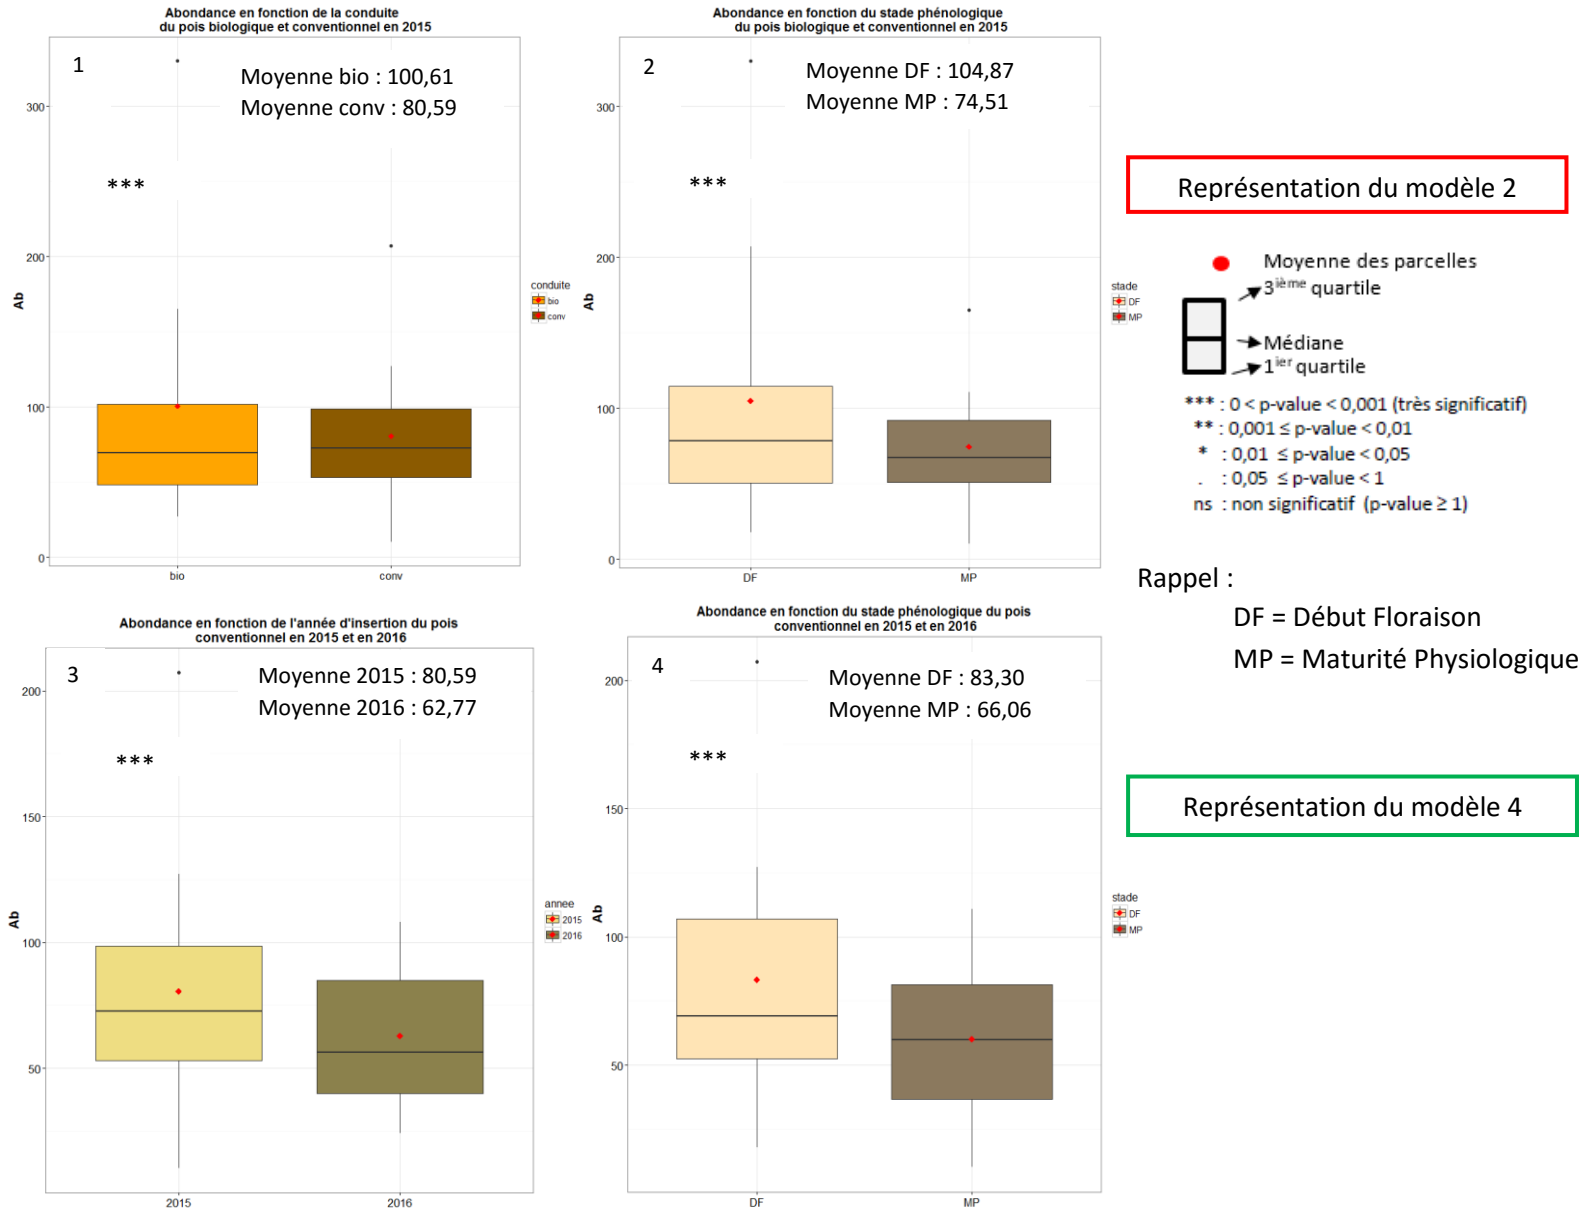 Abondance en fonction de la conduite
du pois biologique et conventionnel en 2015
1
Moyenne bio : 100,61
Moyenne conv : 80,59
***
Ab
300
200
100
0
bio
conv
conduite
bio
conv
Abondance en fonction du stade phénologique
du pois biologique et conventionnel en 2015
2
Moyenne DF : 104,87
Moyenne MP : 74,51
***
Ab
300
200
100
0
DF
MP
stade
DF
MP
Représentation du modèle 2
Moyenne des parcelles
3ième quartile
Médiane
1ier quartile
*** : 0 < p-value < 0,001 (très significatif)
** : 0,001 ≤ p-value < 0,01
* : 0,01 ≤ p-value < 0,05
. : 0,05 ≤ p-value < 1
ns : non significatif (p-value ≥ 1)
Rappel :
DF = Début Floraison
MP = Maturité Physiologique
Abondance en fonction de l'année d'insertion du pois
conventionnel en 2015 et en 2016
3
Moyenne 2015 : 80,59
Moyenne 2016 : 62,77
***
Ab
200
150
100
50
2015
2016
annee
2015
2016
Abondance en fonction du stade phénologique du pois
conventionnel en 2015 et en 2016
4
Moyenne DF : 83,30
Moyenne MP : 66,06
***
Ab
200
150
100
50
DF
MP
stade
DF
MP
Représentation du modèle 4